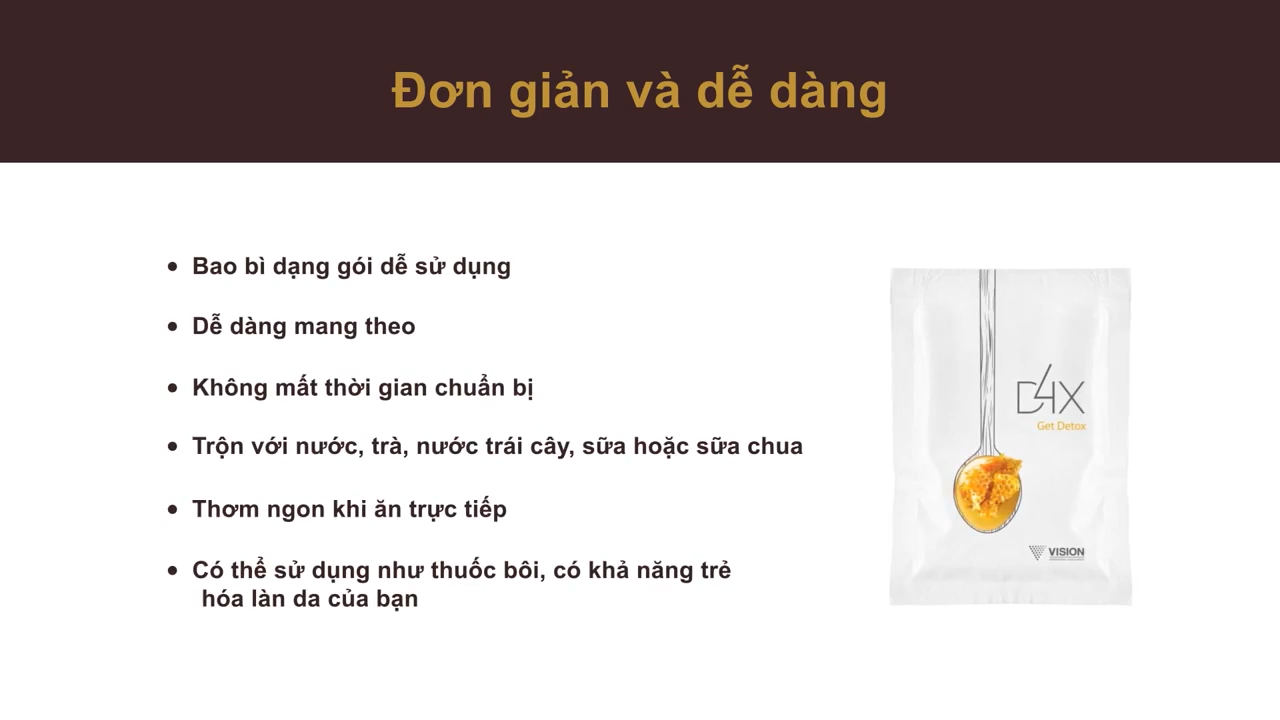 Đơn giản và dễ dàng
Bao bì dạng gói dễ sử dụng
Dễ dàng mang theo
Không mất thời gian chuẩn bị
Trộn với nước, trà, nước trái cây, sữa hoặc sữa chua
Thơm ngon khi ăn trực tiếp
Có thể sử dụng như thuốc bôi, có khả năng trẻ
hóa làn da của bạn
D4X
Get Detox
VISION